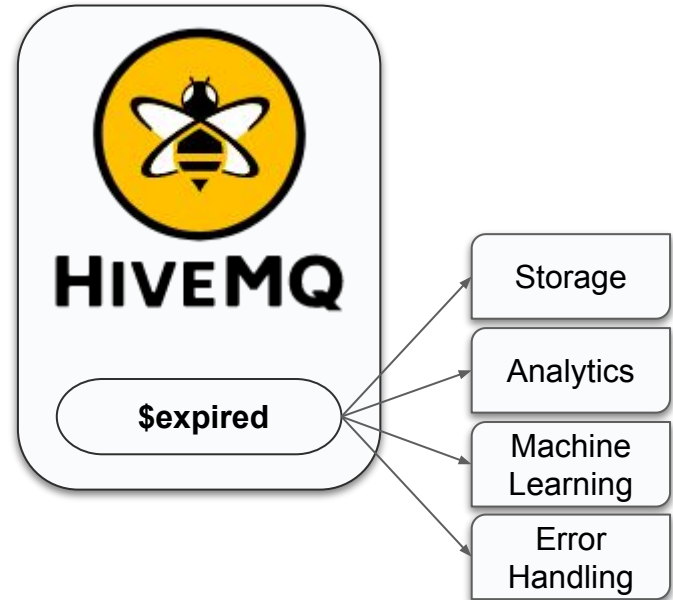 HIVEMQ
$expired
Storage
Analytics
Machine
Learning
Error
Handling